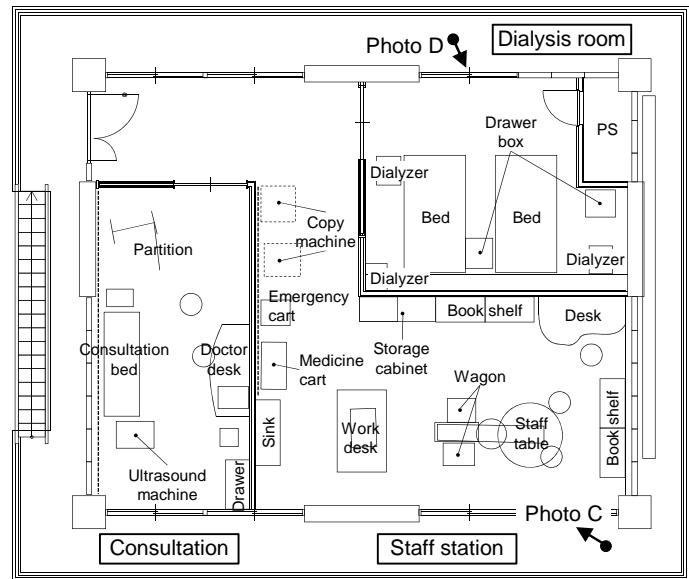 Photo D
Dialysis room
Drawer
box
PS
Dialyzer
Bed
Bed
Copy
machine
Partition
Dialyzer
Dialyzer
Emergency
cart
Book shelf
Desk
Storage
cabinet
Consultation
bed
Doctor
desk
Medicine
cart
Wagon
Sink
Work
desk
Staff
table
Book shelf
Ultrasound
machine
Drawer
Photo C
Consultation
Staff station